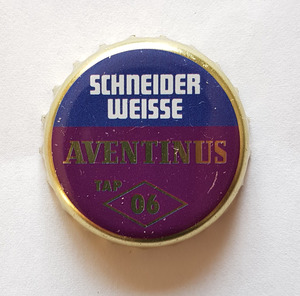 SCHNEIDER
WEISSE
AVENTINUS
TAP
06